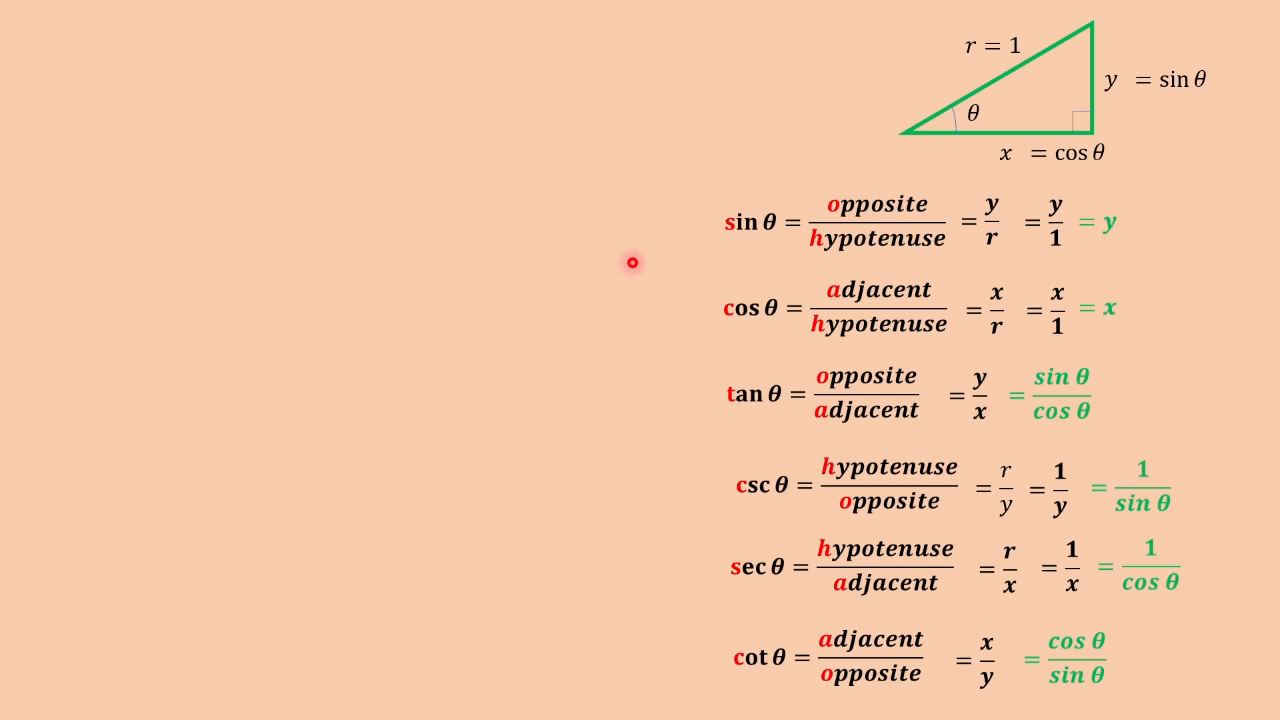 r = 1
y = sin θ
θ
x = cos θ
sin θ = opposite/hypotenuse = y/r = y/1 = y
cos θ = adjacent/hypotenuse = x/r = x/1 = x
tan θ = opposite/adjacent = y/x = sin θ/cos θ
csc θ = hypotenuse/opposite = r/y = 1/y = 1/sin θ
sec θ = hypotenuse/adjacent = r/x = 1/x = 1/cos θ
cot θ = adjacent/opposite = x/y = cos θ/sin θ